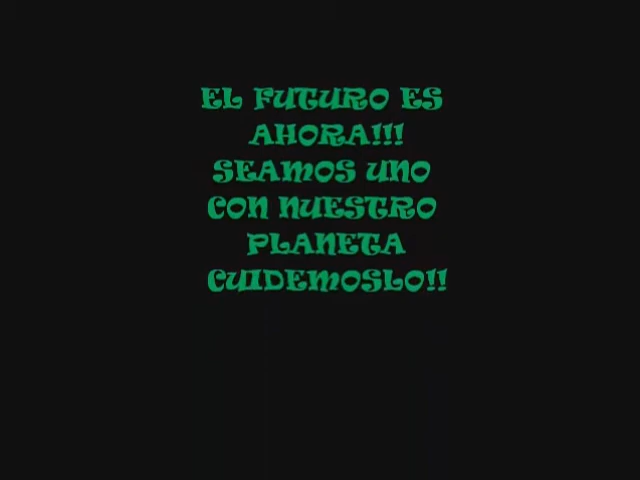 EL FUTURO ES
AHORA!!!
SEAMOS UNO
CON NUESTRO
PLANETA
CUIDEMOSLO!!